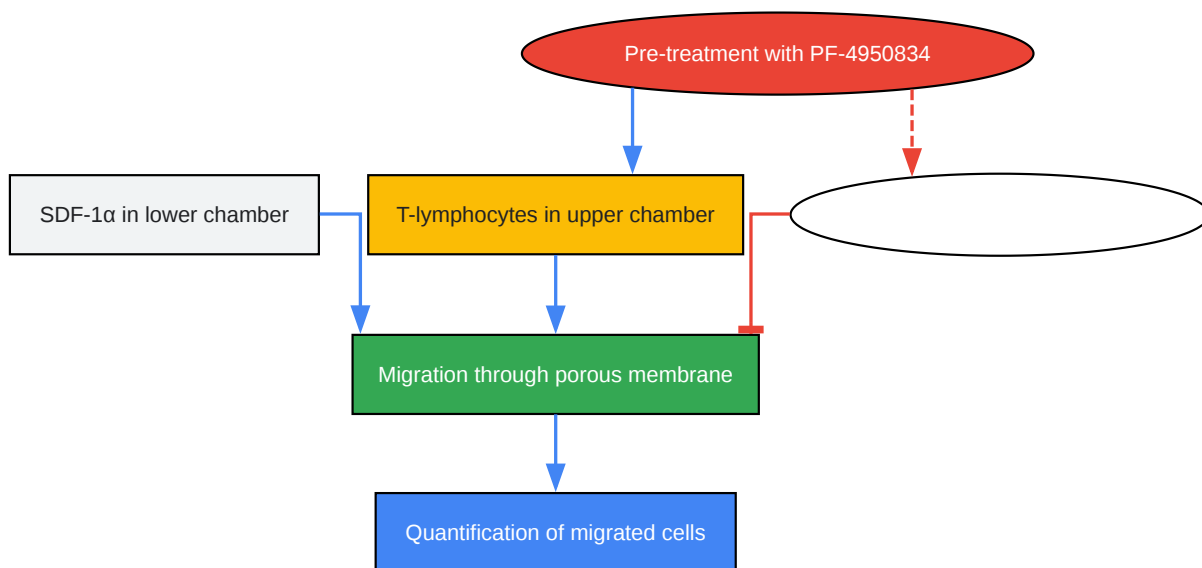 Pre-treatment with PF-4950834
SDF-1α in lower chamber
T-lymphocytes in upper chamber
Migration through porous membrane
Quantification of migrated cells